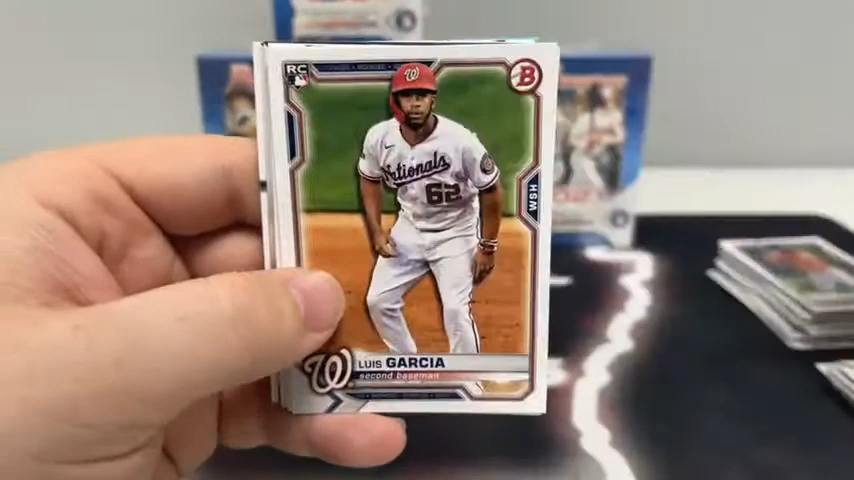 RC
B
W
Nationals
62
WSH
W LUIS GARCIA
second baseman